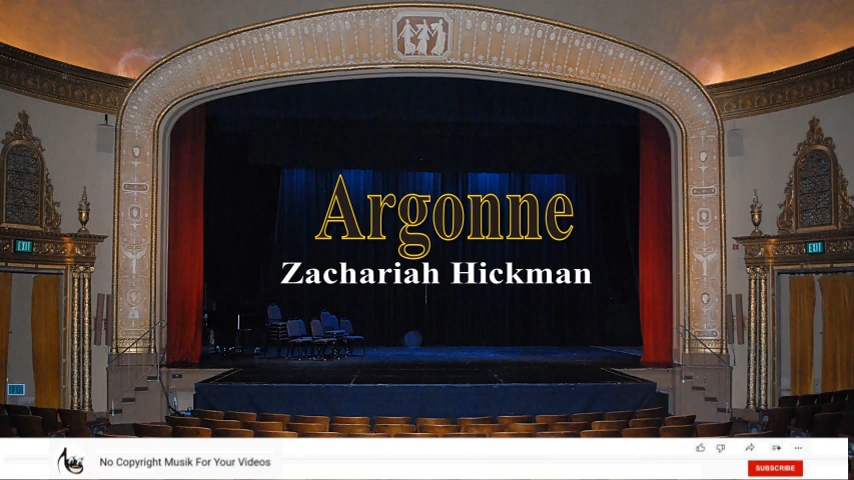 Argonne
Zachariah Hickman
EXIT
EXIT
No Copyright Musik For Your Videos
SUBSCRIBE